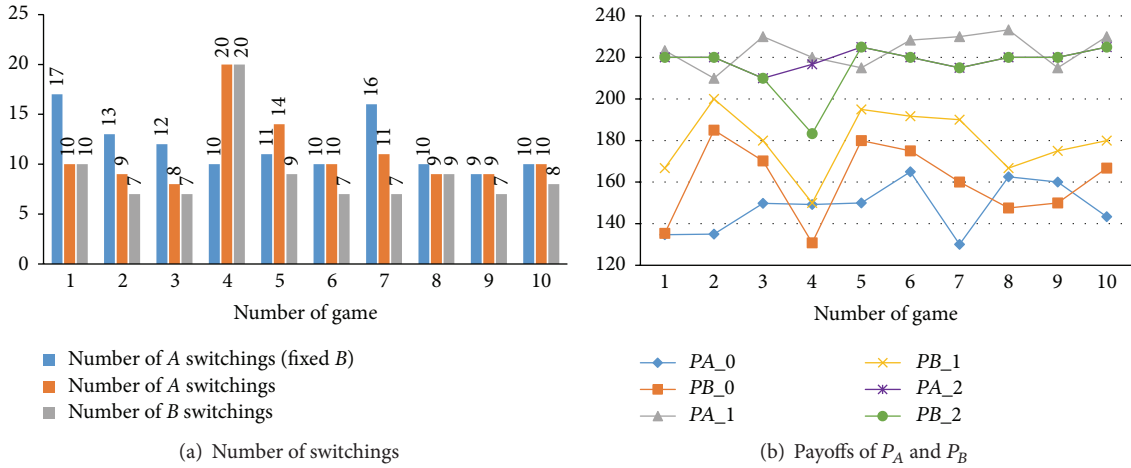 25
20
15
10
5
0
17
10
10
13
9
7
12
8
7
10
20
20
11
14
9
10
10
7
16
11
7
10
9
9
9
9
7
10
10
8
1 2 3 4 5 6 7 8 9 10
Number of game
Number of A switchings (fixed B)
Number of A switchings
Number of B switchings
(a) Number of switchings
240
220
200
180
160
140
120
1 2 3 4 5 6 7 8 9 10
Number of game
PA_0
PB_0
PA_1
PB_1
PA_2
PB_2
(b) Payoffs of P_A and P_B